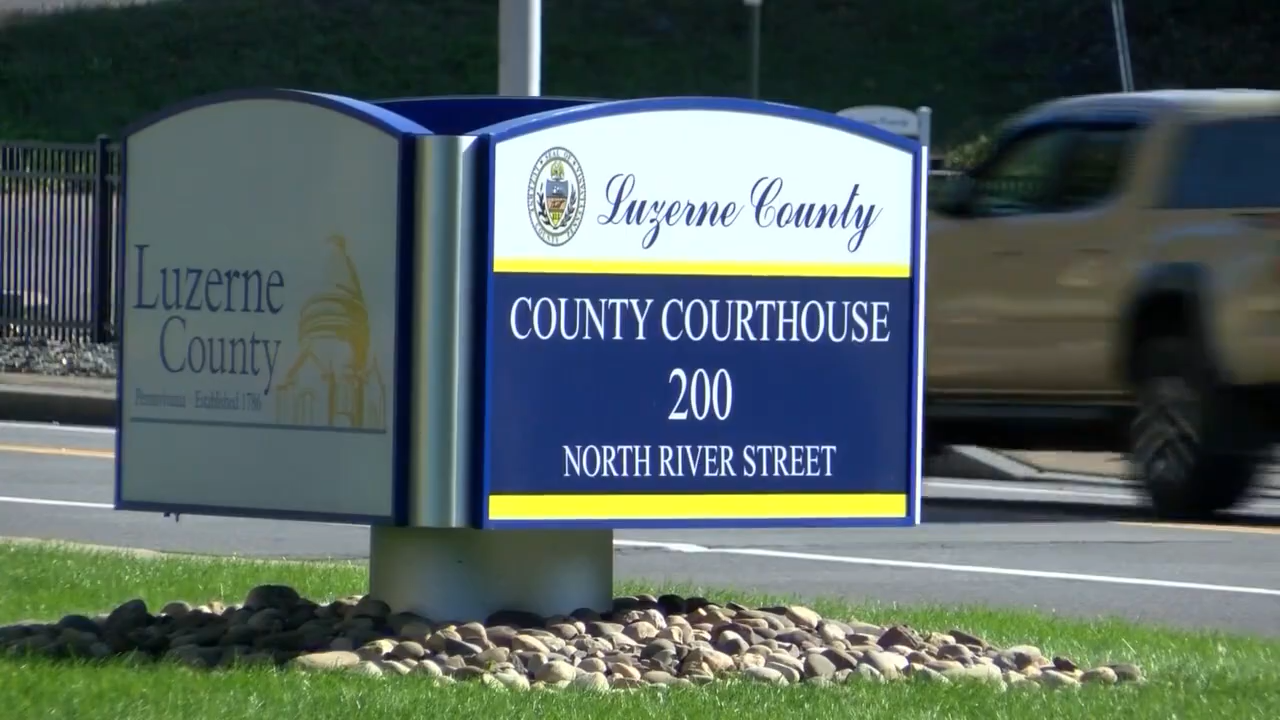 Luzerne
County
Pennsylvania Established 1786
Luzerne County
COUNTY COURTHOUSE
200
NORTH RIVER STREET